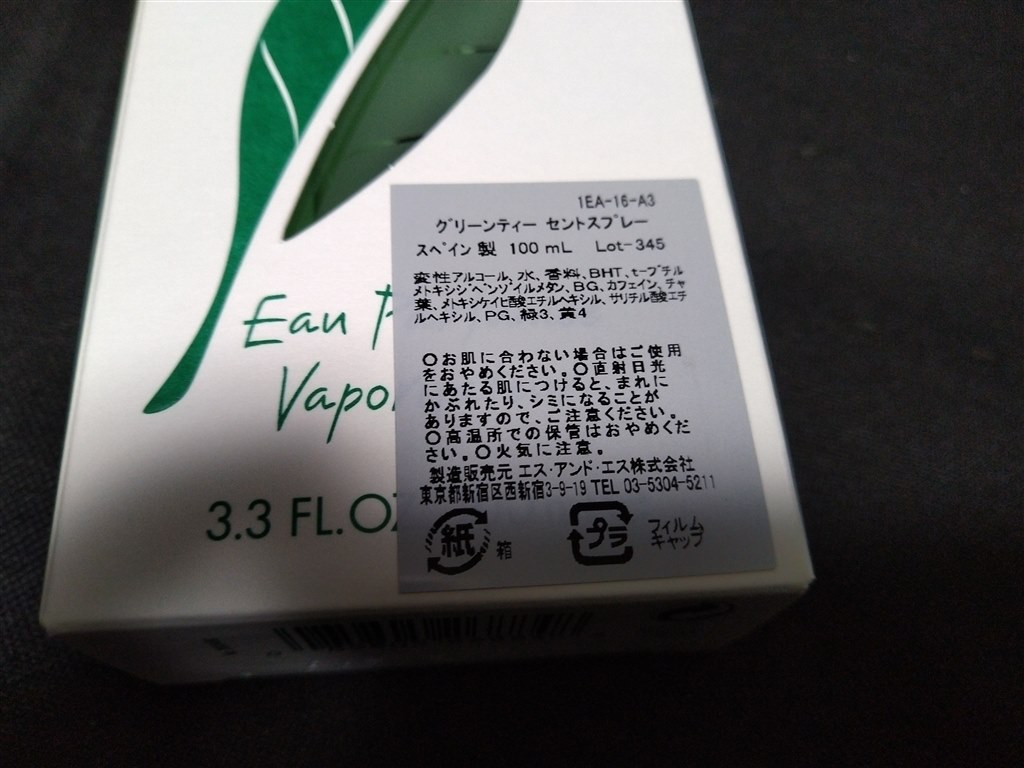 1EA-16-A3
グリーンティー セントスプレー
スペイン 製 100 mL Lot-345
変性アルコール、水、香料、BHT、t-ブチル
メトキシジベンゾイルメタン、BG、カフェイン、チャ
葉、メトキシケイヒ酸エチルヘキシル、サリチル酸エチ
ルヘキシル、PG、緑3、黄4
○お肌に合わない場合はご使用
をおやめください。○直射日光
にあたる肌につけると、まれに
かぶれたり、シミになることが
ありますので、ご注意ください。
○高温所での保管はおやめくだ
さい。○火気に注意。
製造販売元 エス・アンド・エス株式会社
東京都新宿区西新宿3-9-19 TEL 03-5304-5211
紙 箱 プラ フィルム
キャップ
Eau
Vapo
3.3 FL.OZ